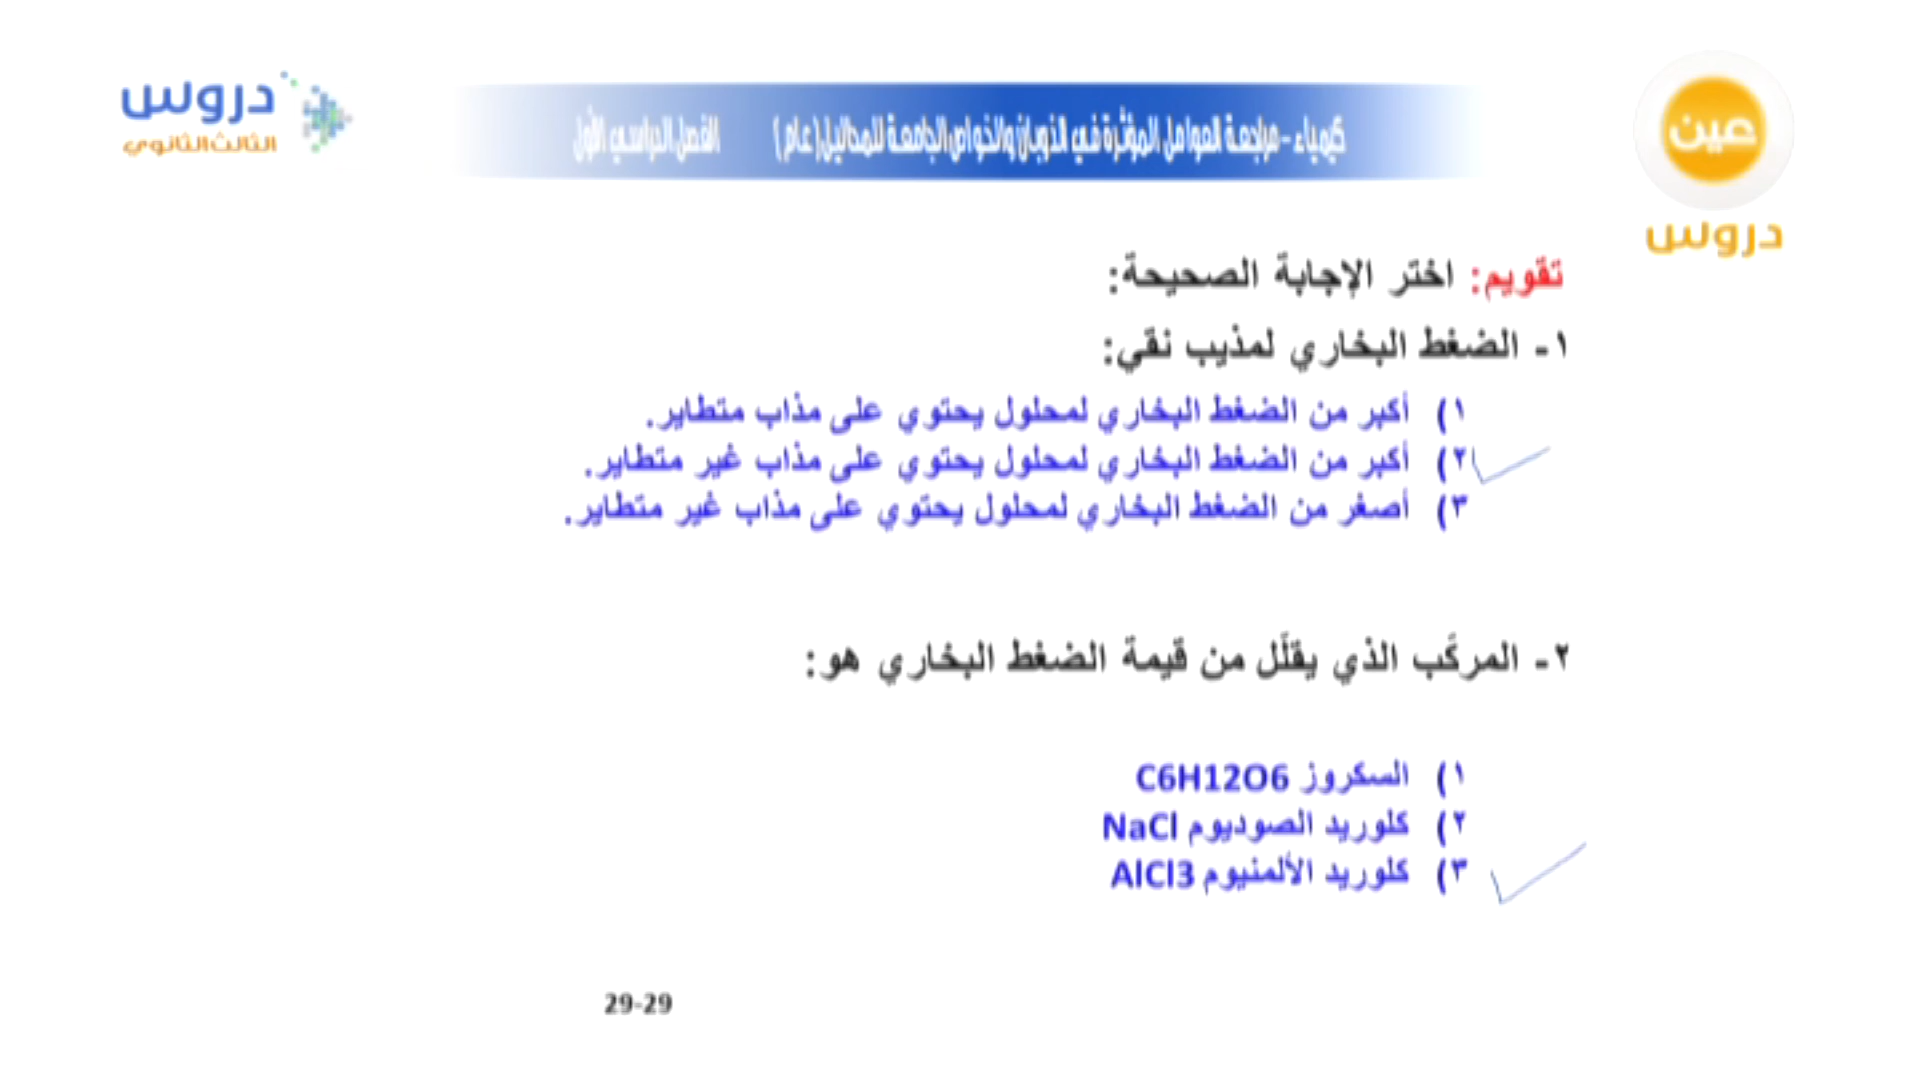 دروس
الثالث الثانوي
كيمياء - مراجعة العوامل المؤثرة في الذوبان والخواص الجامعة للمحاليل (عام) الفصل الدراسي الأول
عين
دروس
تقويم: اختر الإجابة الصحيحة:
١- الضغط البخاري لمذيب نقي:
١) أكبر من الضغط البخاري لمحلول يحتوي على مذاب متطاير.
٢) أكبر من الضغط البخاري لمحلول يحتوي على مذاب غير متطاير.
٣) أصغر من الضغط البخاري لمحلول يحتوي على مذاب غير متطاير.
٢- المركَّب الذي يقلّل من قيمة الضغط البخاري هو:
١) السكروز C6H12O6
٢) كلوريد الصوديوم NaCl
٣) كلوريد الألمنيوم AlCl3
29-29